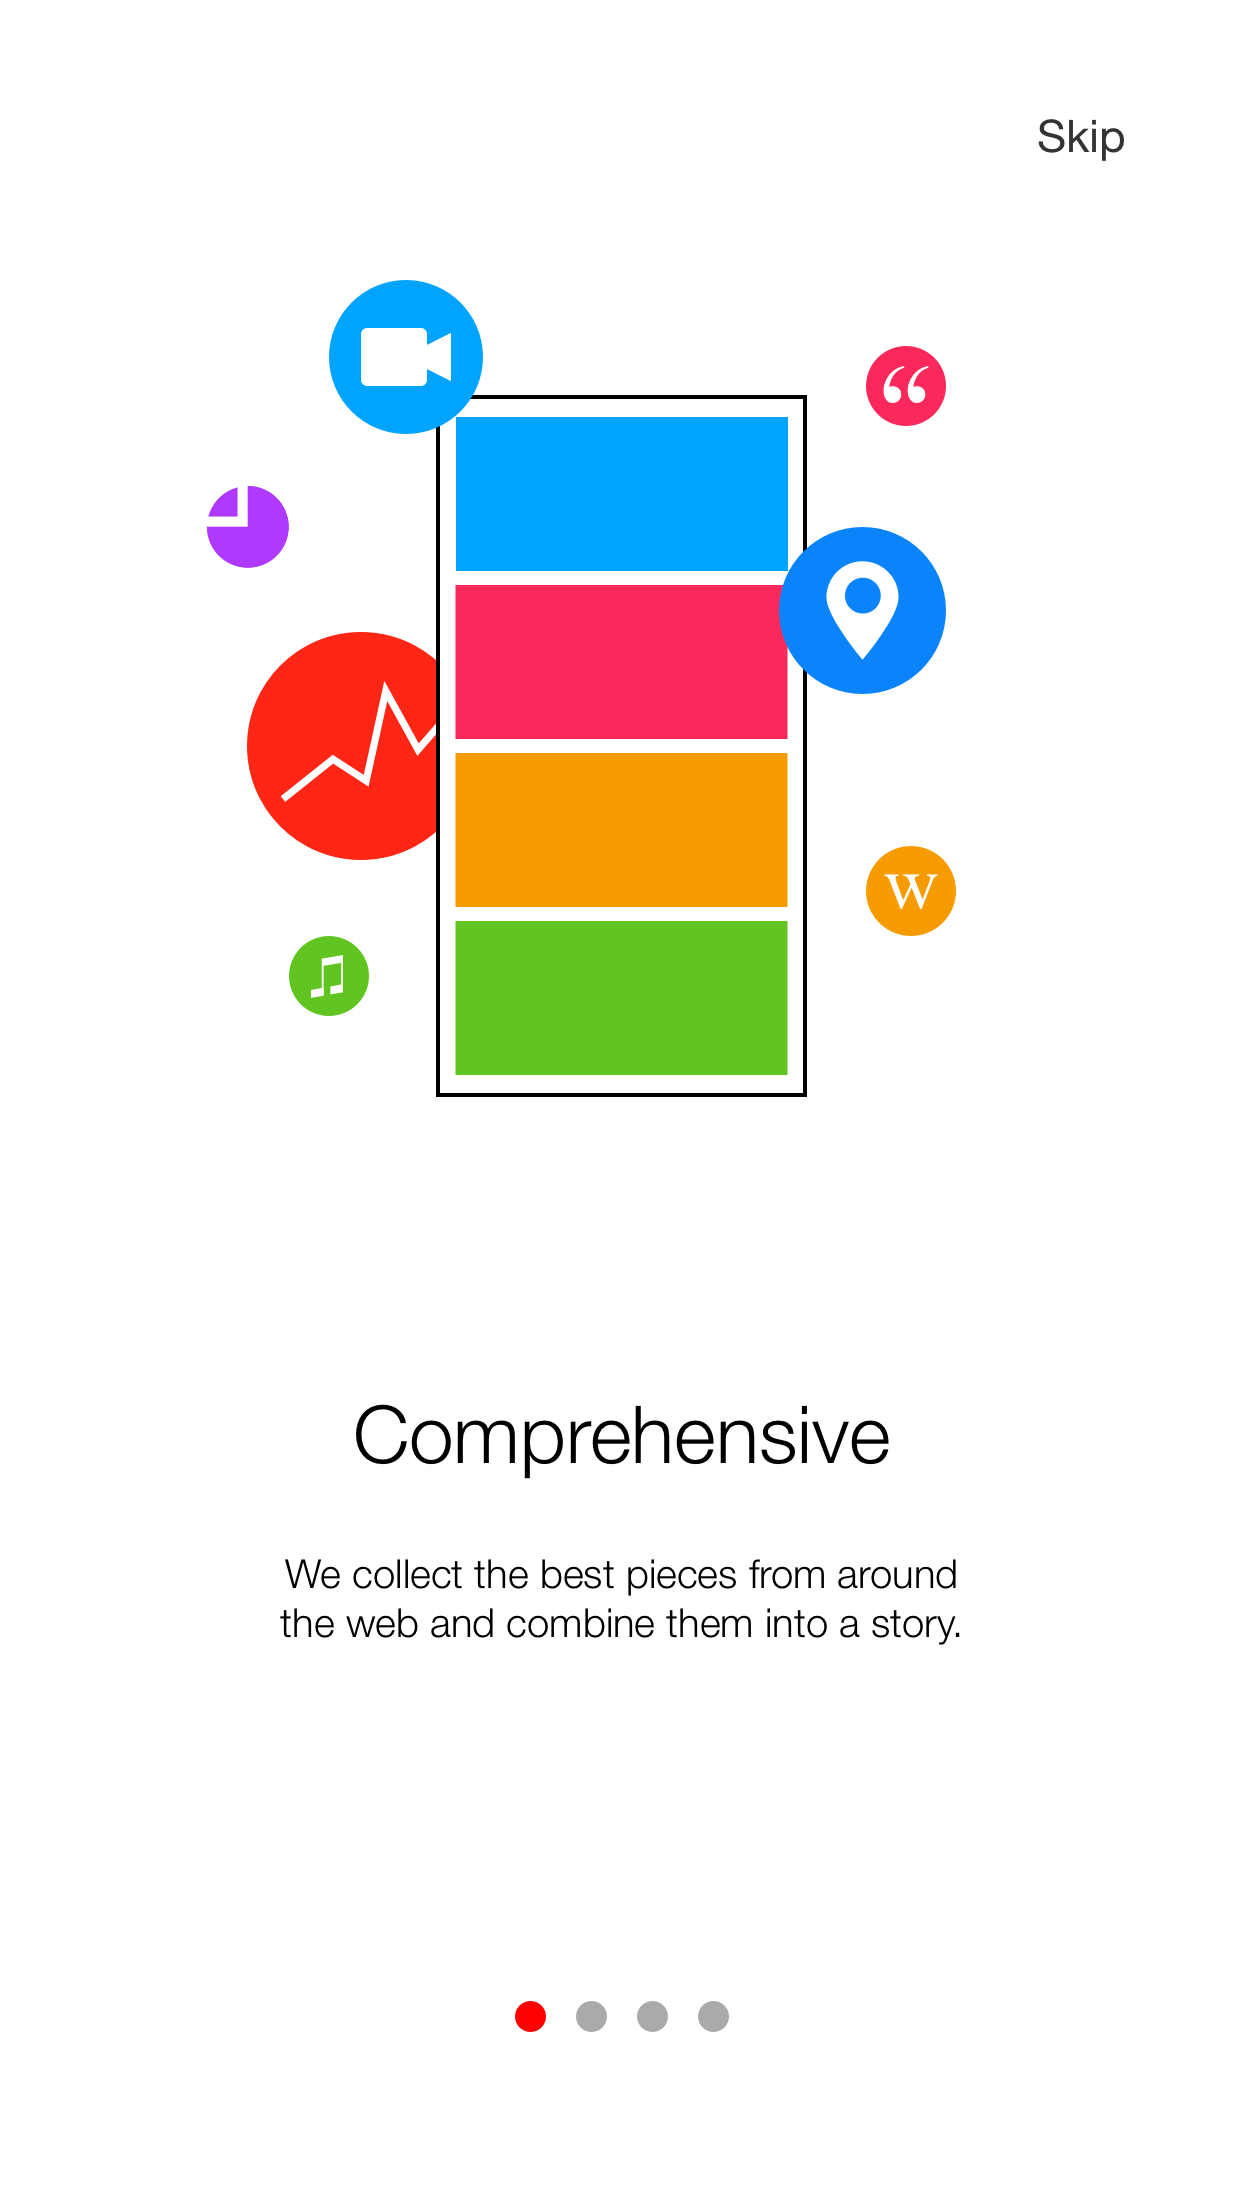 Skip
W
Comprehensive
We collect the best pieces from around
the web and combine them into a story.